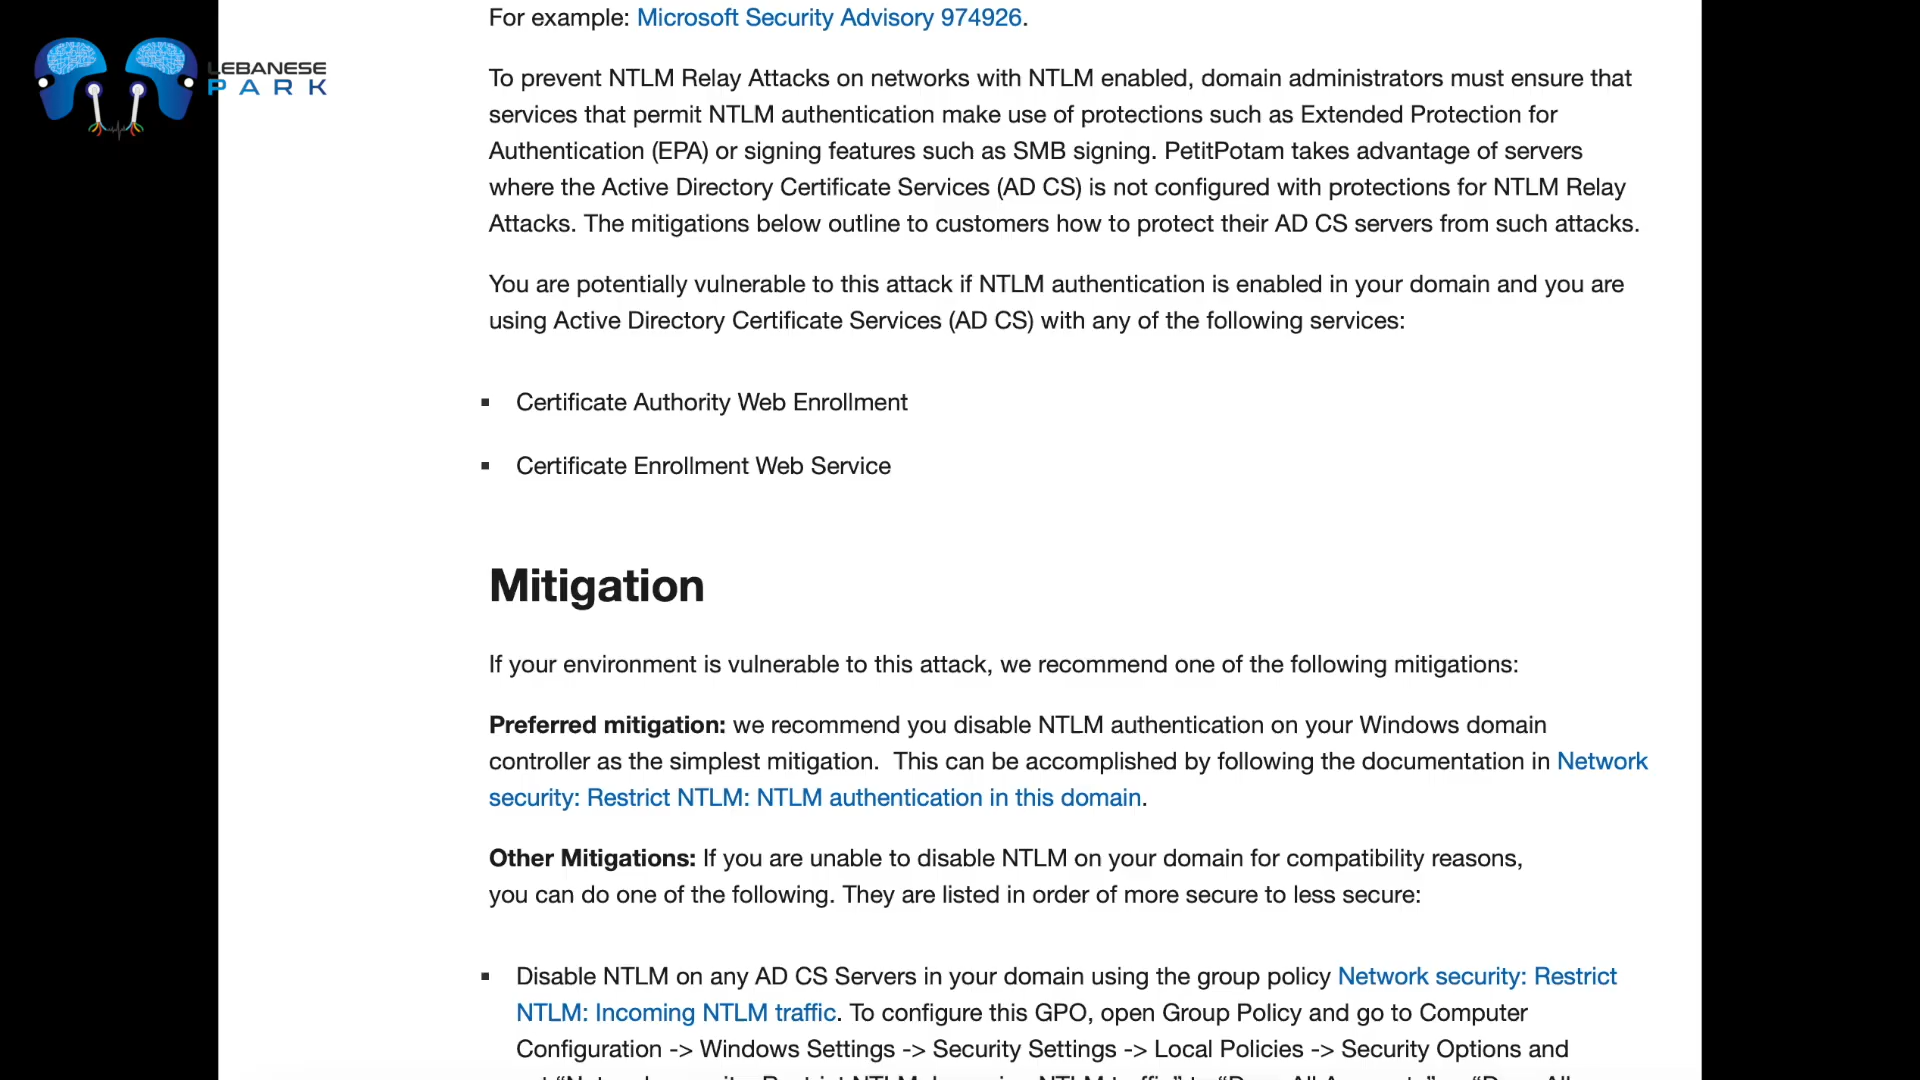 LEBANESE
PARK
For example: Microsoft Security Advisory 974926.
To prevent NTLM Relay Attacks on networks with NTLM enabled, domain administrators must ensure that
services that permit NTLM authentication make use of protections such as Extended Protection for
Authentication (EPA) or signing features such as SMB signing. PetitPotam takes advantage of servers
where the Active Directory Certificate Services (AD CS) is not configured with protections for NTLM Relay
Attacks. The mitigations below outline to customers how to protect their AD CS servers from such attacks.
You are potentially vulnerable to this attack if NTLM authentication is enabled in your domain and you are
using Active Directory Certificate Services (AD CS) with any of the following services:
▪ Certificate Authority Web Enrollment
▪ Certificate Enrollment Web Service
Mitigation
If your environment is vulnerable to this attack, we recommend one of the following mitigations:
Preferred mitigation: we recommend you disable NTLM authentication on your Windows domain
controller as the simplest mitigation.  This can be accomplished by following the documentation in Network
security: Restrict NTLM: NTLM authentication in this domain.
Other Mitigations: If you are unable to disable NTLM on your domain for compatibility reasons,
you can do one of the following. They are listed in order of more secure to less secure:
▪ Disable NTLM on any AD CS Servers in your domain using the group policy Network security: Restrict
NTLM: Incoming NTLM traffic. To configure this GPO, open Group Policy and go to Computer
Configuration -> Windows Settings -> Security Settings -> Local Policies -> Security Options and